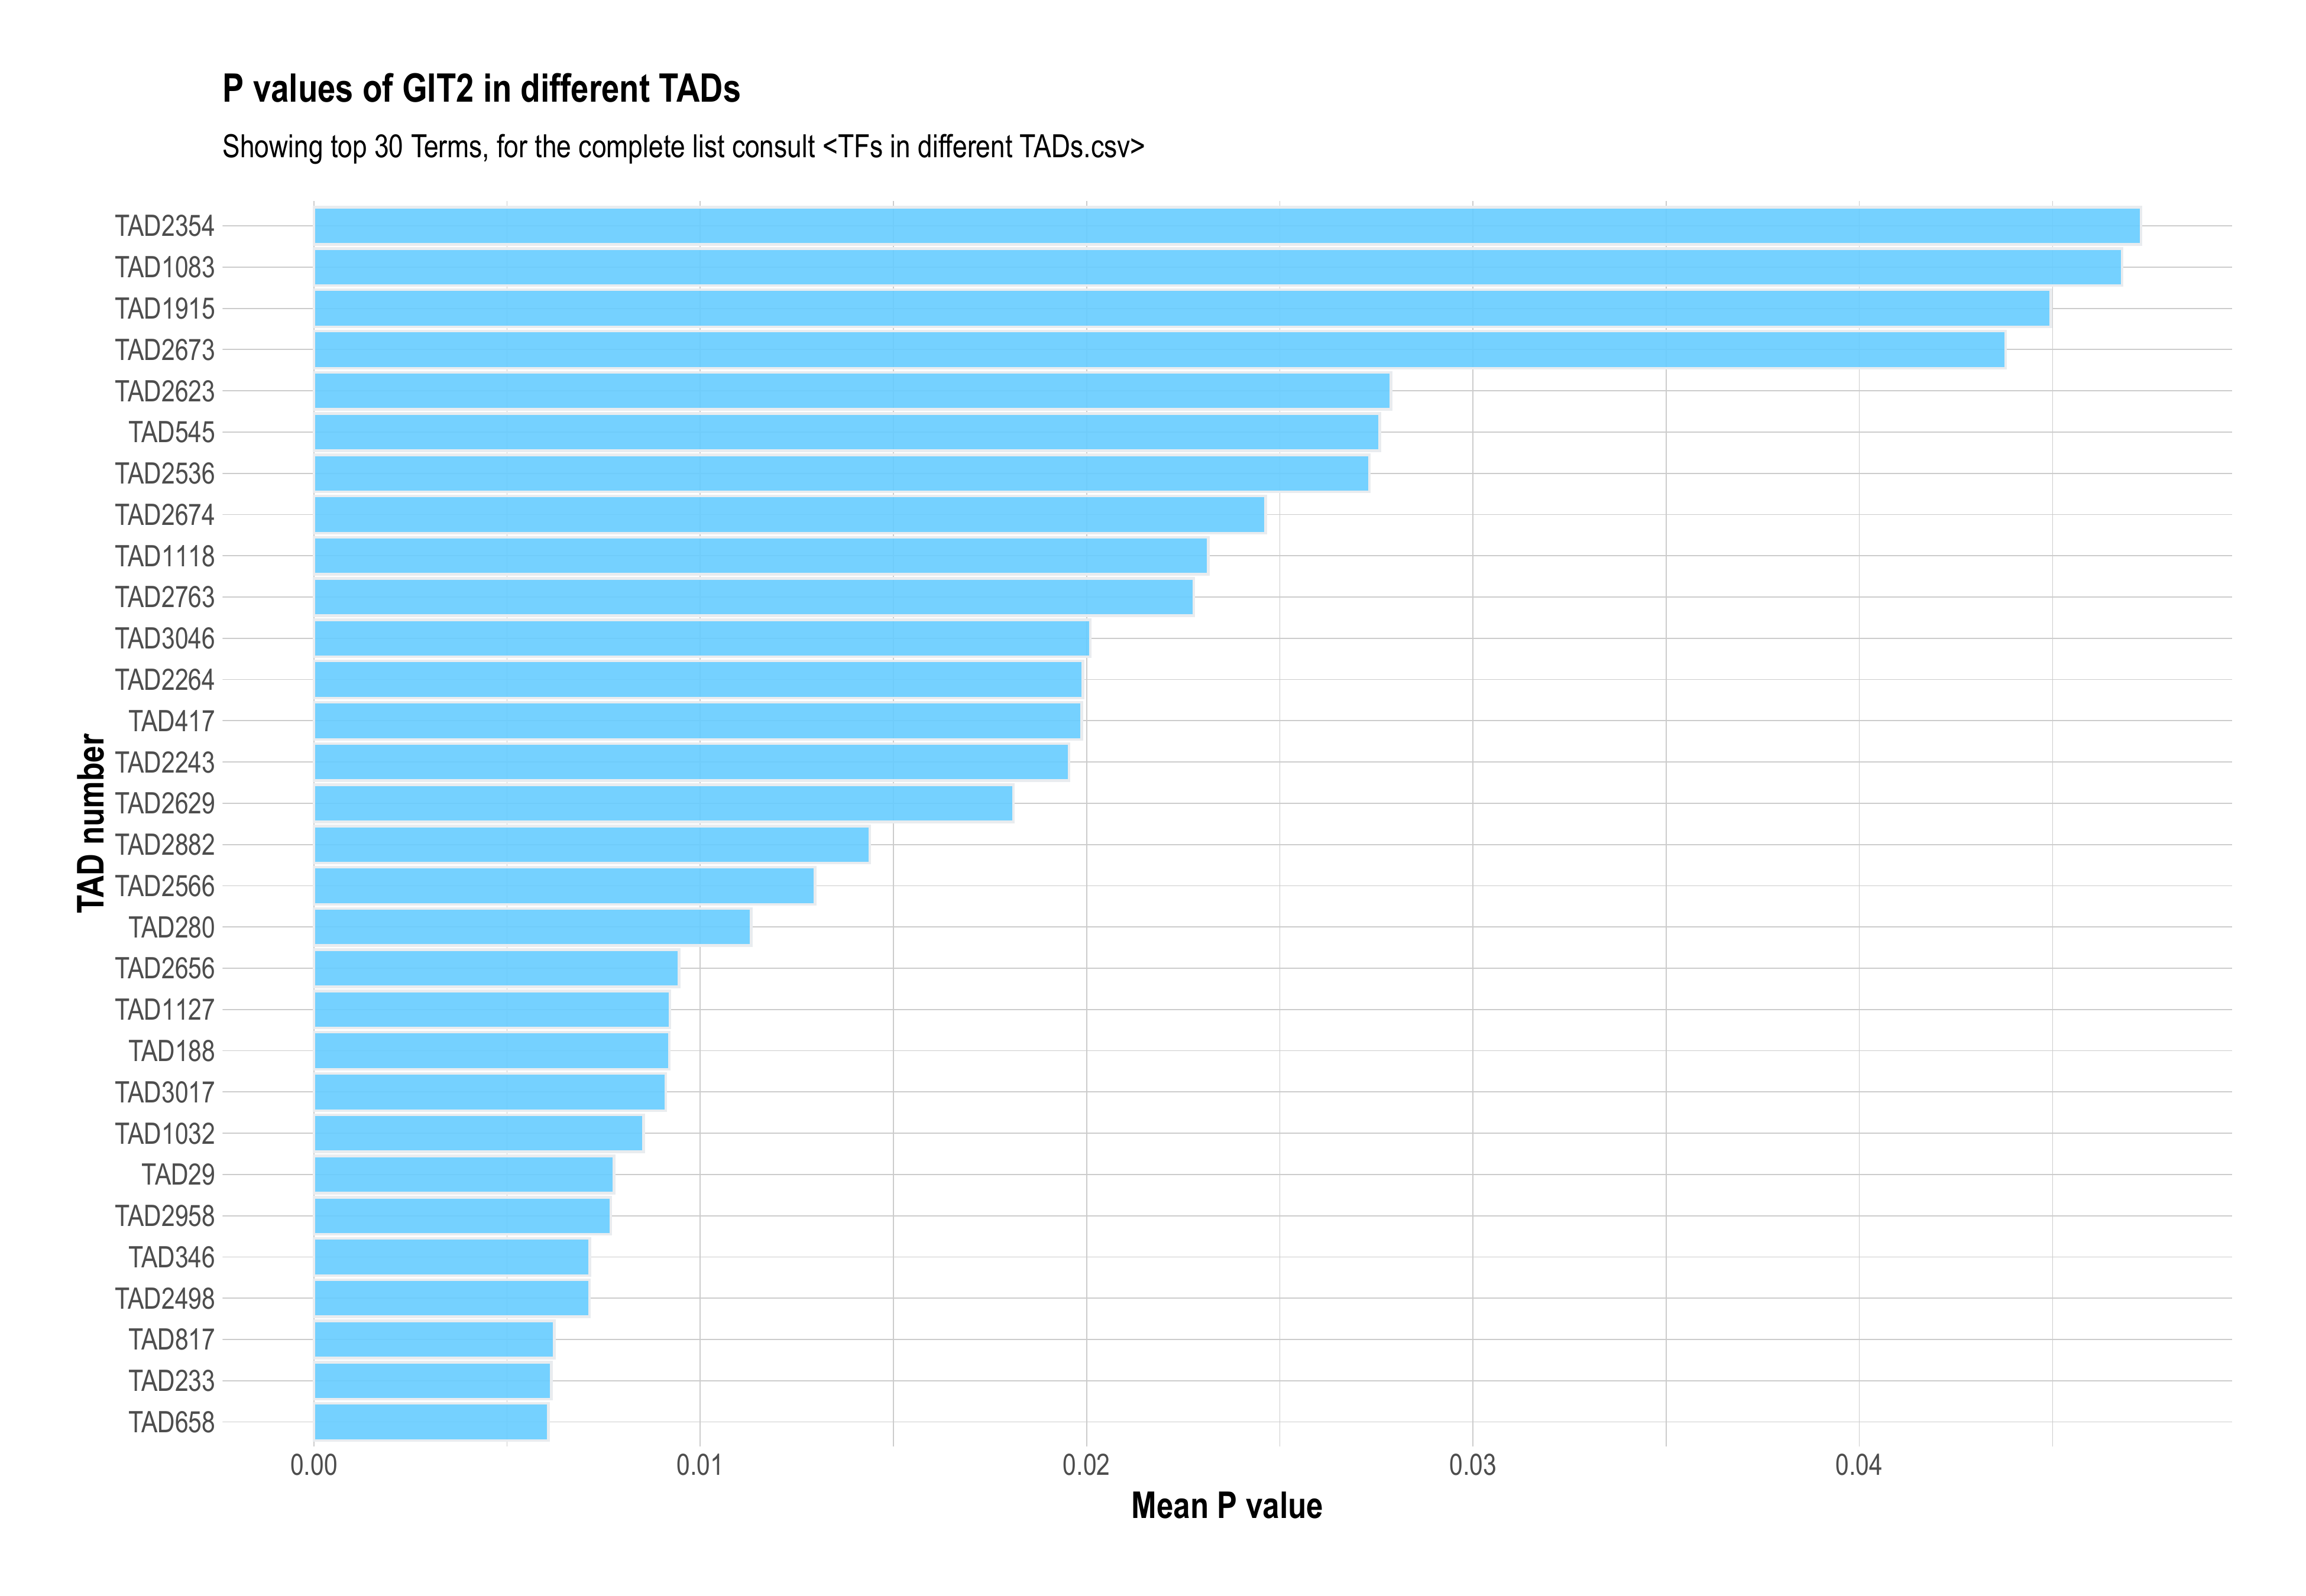 P values of GIT2 in different TADs
Showing top 30 Terms, for the complete list consult <TFs in different TADs.csv>
TAD2354
TAD1083
TAD1915
TAD2673
TAD2623
TAD545
TAD2536
TAD2674
TAD1118
TAD2763
TAD3046
TAD2264
TAD417
TAD2243
TAD2629
TAD2882
TAD2566
TAD280
TAD2656
TAD1127
TAD188
TAD3017
TAD1032
TAD29
TAD2958
TAD346
TAD2498
TAD817
TAD233
TAD658
TAD number
0.00 0.01 0.02 0.03 0.04
Mean P value